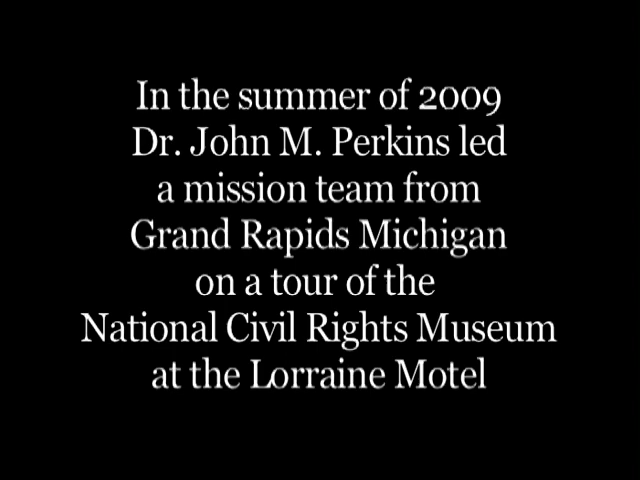 In the summer of 2009
Dr. John M. Perkins led
a mission team from
Grand Rapids Michigan
on a tour of the
National Civil Rights Museum
at the Lorraine Motel